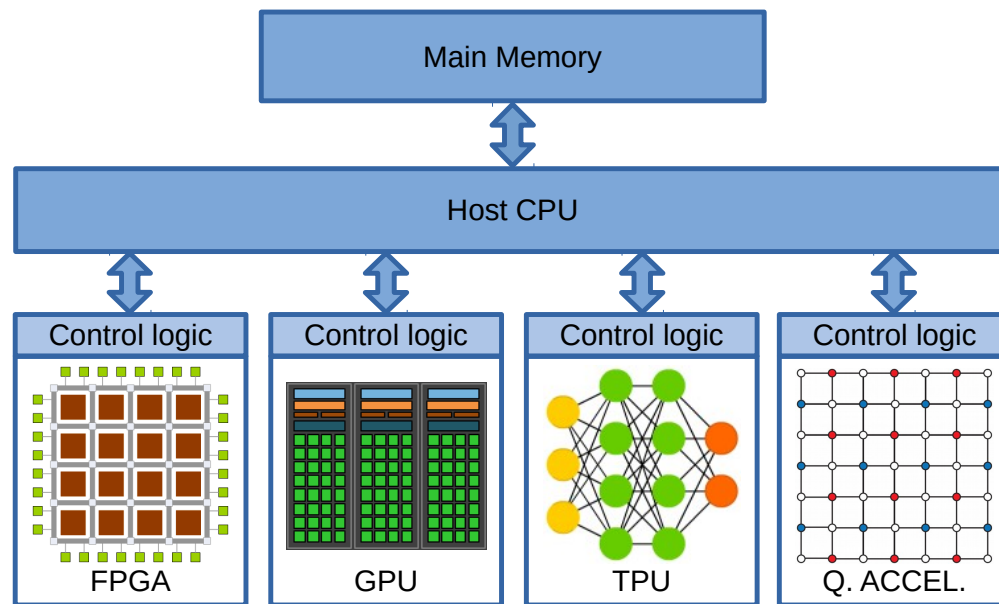 Main Memory
Host CPU
Control logic
Control logic
Control logic
Control logic
FPGA
GPU
TPU
Q. ACCEL.